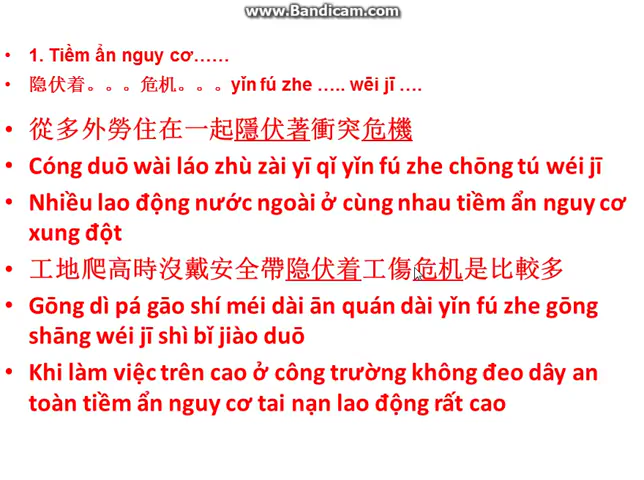 www.Bandicam.com
1. Tiềm ẩn nguy cơ……
隐伏着。。。危机。。。yǐn fú zhe ….. wēi jī ….
從多外勞住在一起隱伏著衝突危機
Cóng duō wài láo zhù zài yī qǐ yǐn fú zhe chōng tú wéi jī
Nhiều lao động nước ngoài ở cùng nhau tiềm ẩn nguy cơ
xung đột
工地爬高時沒戴安全帶隐伏着工傷危机是比較多
Gōng dì pá gāo shí méi dài ān quán dài yǐn fú zhe gōng
shāng wéi jī shì bǐ jiào duō
Khi làm việc trên cao ở công trường không đeo dây an
toàn tiềm ẩn nguy cơ tai nạn lao động rất cao